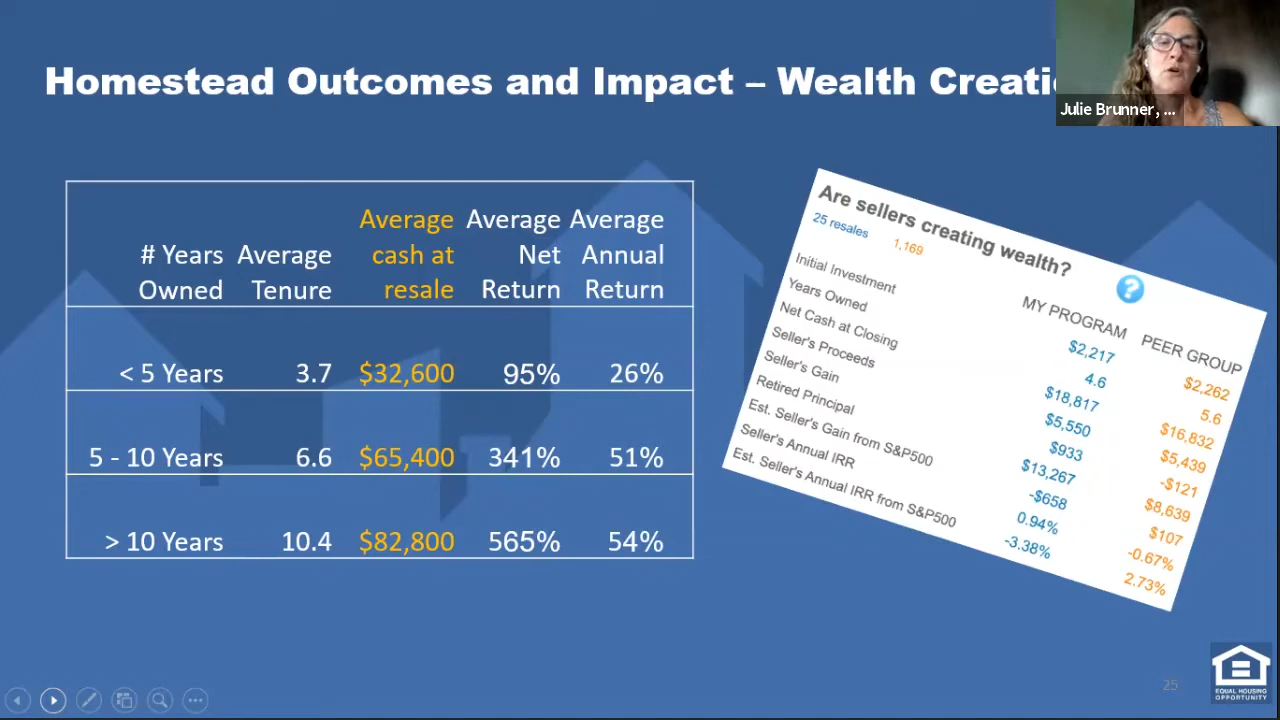 Homestead Outcomes and Impact – Wealth Creati
Julie Brunner, ...
# Years Owned
Average Tenure
Average cash at resale
Average Net Return
Average Annual Return
< 5 Years 3.7 $32,600 95% 26%
5 - 10 Years 6.6 $65,400 341% 51%
> 10 Years 10.4 $82,800 565% 54%
Are sellers creating wealth?
25 resales 1,169
?
MY PROGRAM PEER GROUP
Initial Investment $2,217 $2,262
Years Owned 4.6 5.6
Net Cash at Closing $18,817 $16,832
Seller's Proceeds $5,550 $5,439
Seller's Gain $933 -$121
Retired Principal $13,267 $8,639
Est. Seller's Gain from S&P500 -$658 $107
Seller's Annual IRR 0.94% -0.67%
Est. Seller's Annual IRR from S&P500 -3.38% 2.73%
25
EQUAL HOUSING
OPPORTUNITY